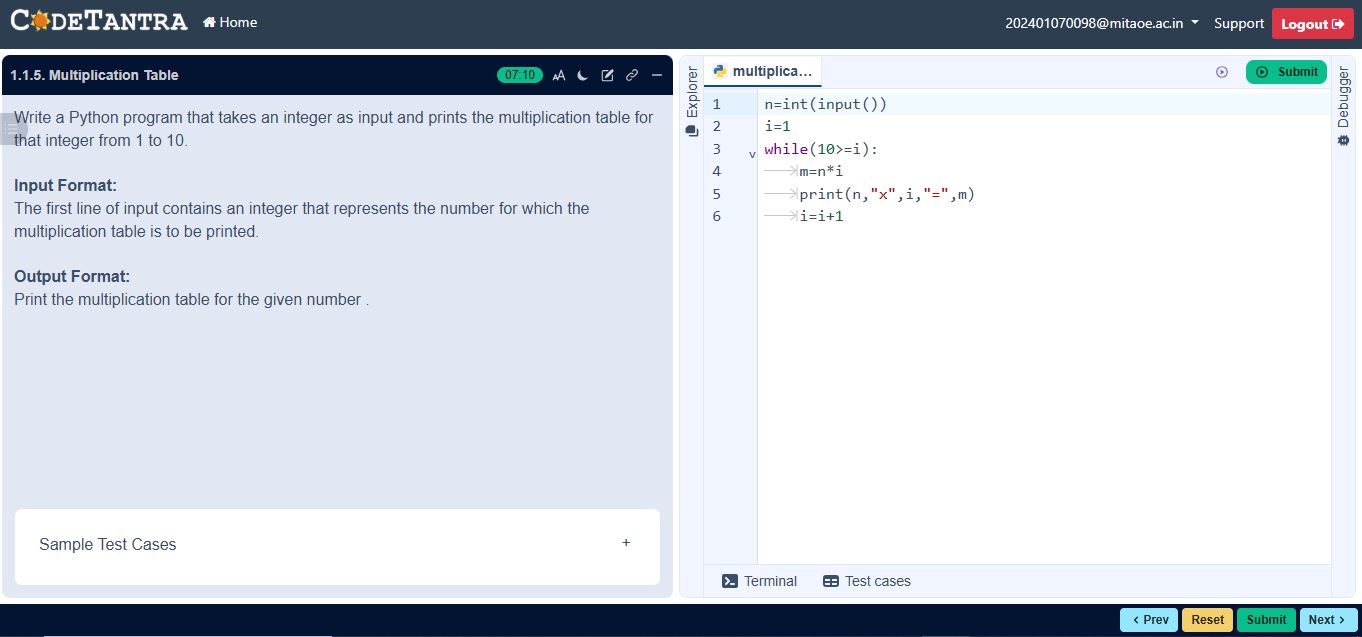 CODETANTRA Home 202401070098@mitaoe.ac.in Support Logout
1.1.5. Multiplication Table 07:10 AA
Write a Python program that takes an integer as input and prints the multiplication table for
that integer from 1 to 10.
Input Format:
The first line of input contains an integer that represents the number for which the
multiplication table is to be printed.
Output Format:
Print the multiplication table for the given number .
Sample Test Cases +
Explorer
multiplica...
Submit
1 n=int(input())
2 i=1
3 while(10>=i):
4 m=n*i
5 print(n,"x",i,"=",m)
6 i=i+1
Debugger
Terminal Test cases
< Prev Reset Submit Next >